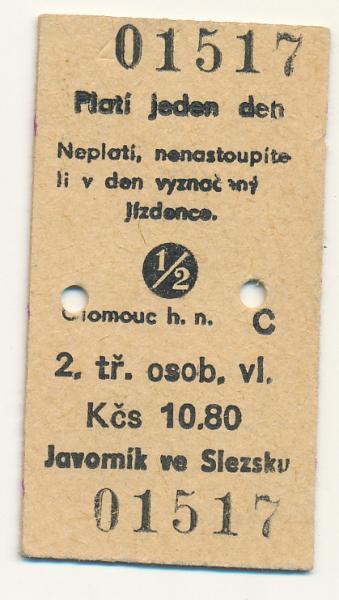 01517
Platí jeden den
Neplatí, nenastoupíte
li v den vyznačený
jízdence.
1/2
Olomouc h. n. C
2. tř. osob. vl.
Kčs 10.80
Javorník ve Slezsku
01517